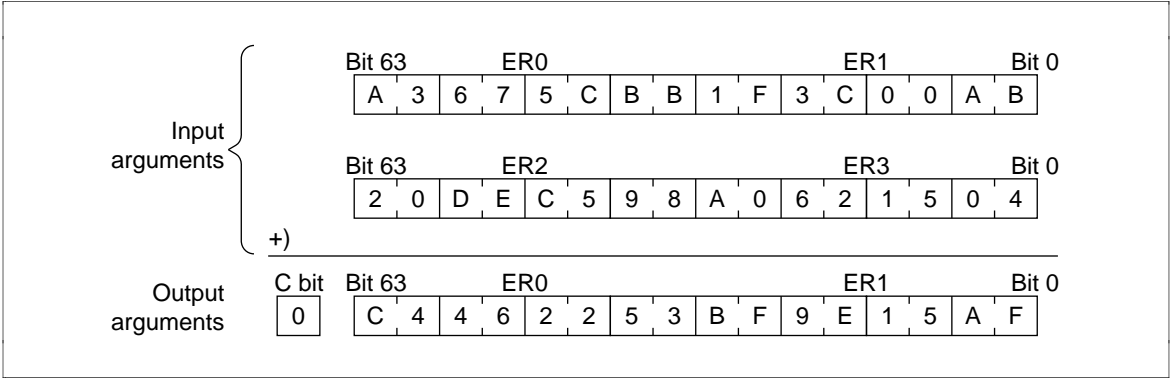 Bit 63 ER0 ER1 Bit 0
A 3 6 7 5 C B B 1 F 3 C 0 0 A B
Input
arguments
Bit 63 ER2 ER3 Bit 0
2 0 D E C 5 9 8 A 0 6 2 1 5 0 4
+)
C bit Bit 63 ER0 ER1 Bit 0
Output
arguments
0 C 4 4 6 2 2 5 3 B F 9 E 1 5 A F